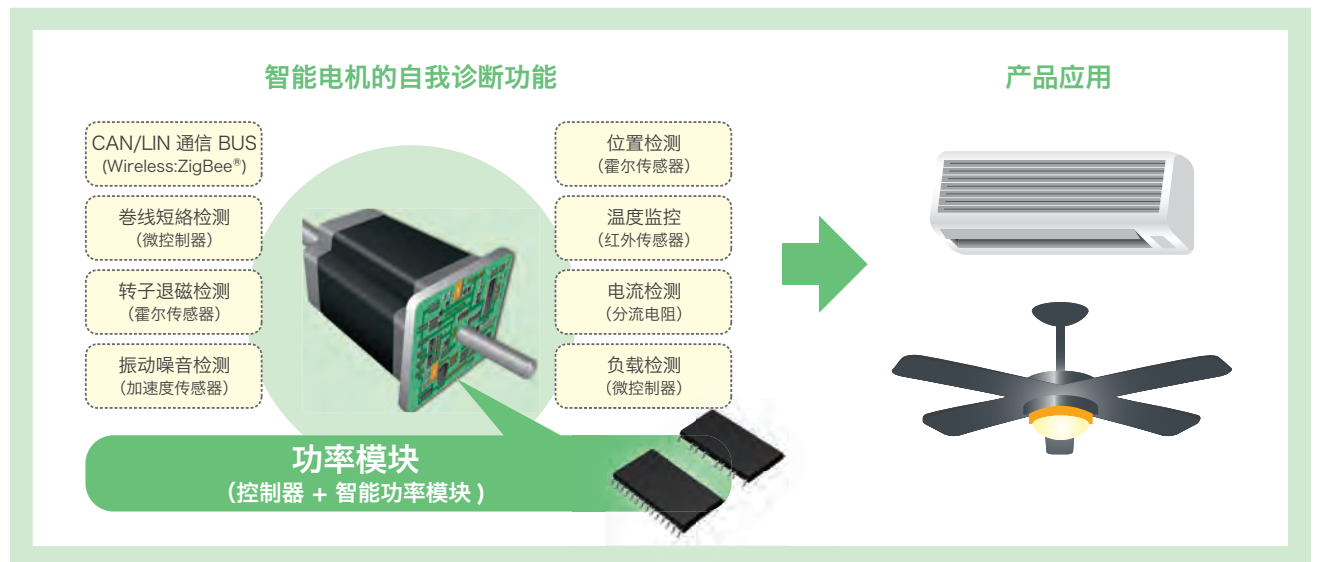 智能电机的自我诊断功能
产品应用
CAN/LIN 通信 BUS
(Wireless:ZigBee®)
巻线短絡检测
（微控制器）
转子退磁检测
（霍尔传感器）
振动噪音检测
（加速度传感器）
位置检测
（霍尔传感器）
温度监控
（红外传感器）
电流检测
（分流电阻）
负载检测
（微控制器）
功率模块
（控制器 + 智能功率模块 )